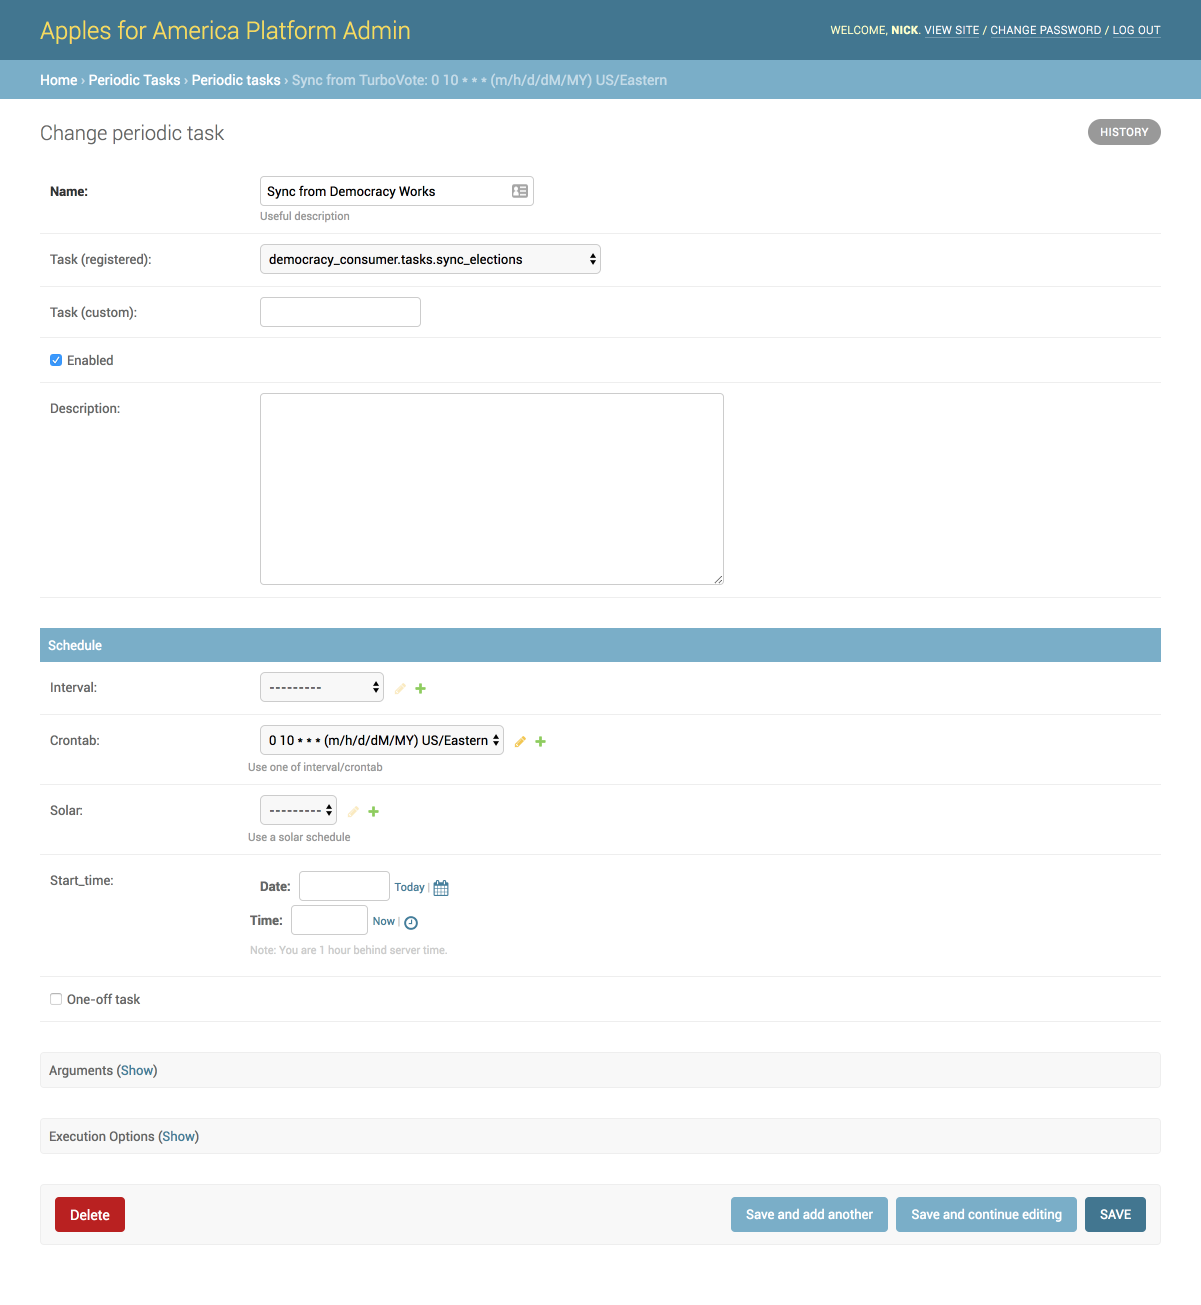 Apples for America Platform Admin
WELCOME, NICK. VIEW SITE / CHANGE PASSWORD / LOG OUT
Home › Periodic Tasks › Periodic tasks › Sync from TurboVote: 0 10 * * * (m/h/d/dM/MY) US/Eastern
Change periodic task
HISTORY
Name:
Sync from Democracy Works
Useful description
Task (registered):
democracy_consumer.tasks.sync_elections
Task (custom):
Enabled
Description:
Schedule
Interval:
---------
Crontab:
0 10 * * * (m/h/d/dM/MY) US/Eastern
Use one of interval/crontab
Solar:
---------
Use a solar schedule
Start_time:
Date:
Today |
Time:
Now |
Note: You are 1 hour behind server time.
One-off task
Arguments (Show)
Execution Options (Show)
Delete
Save and add another
Save and continue editing
SAVE